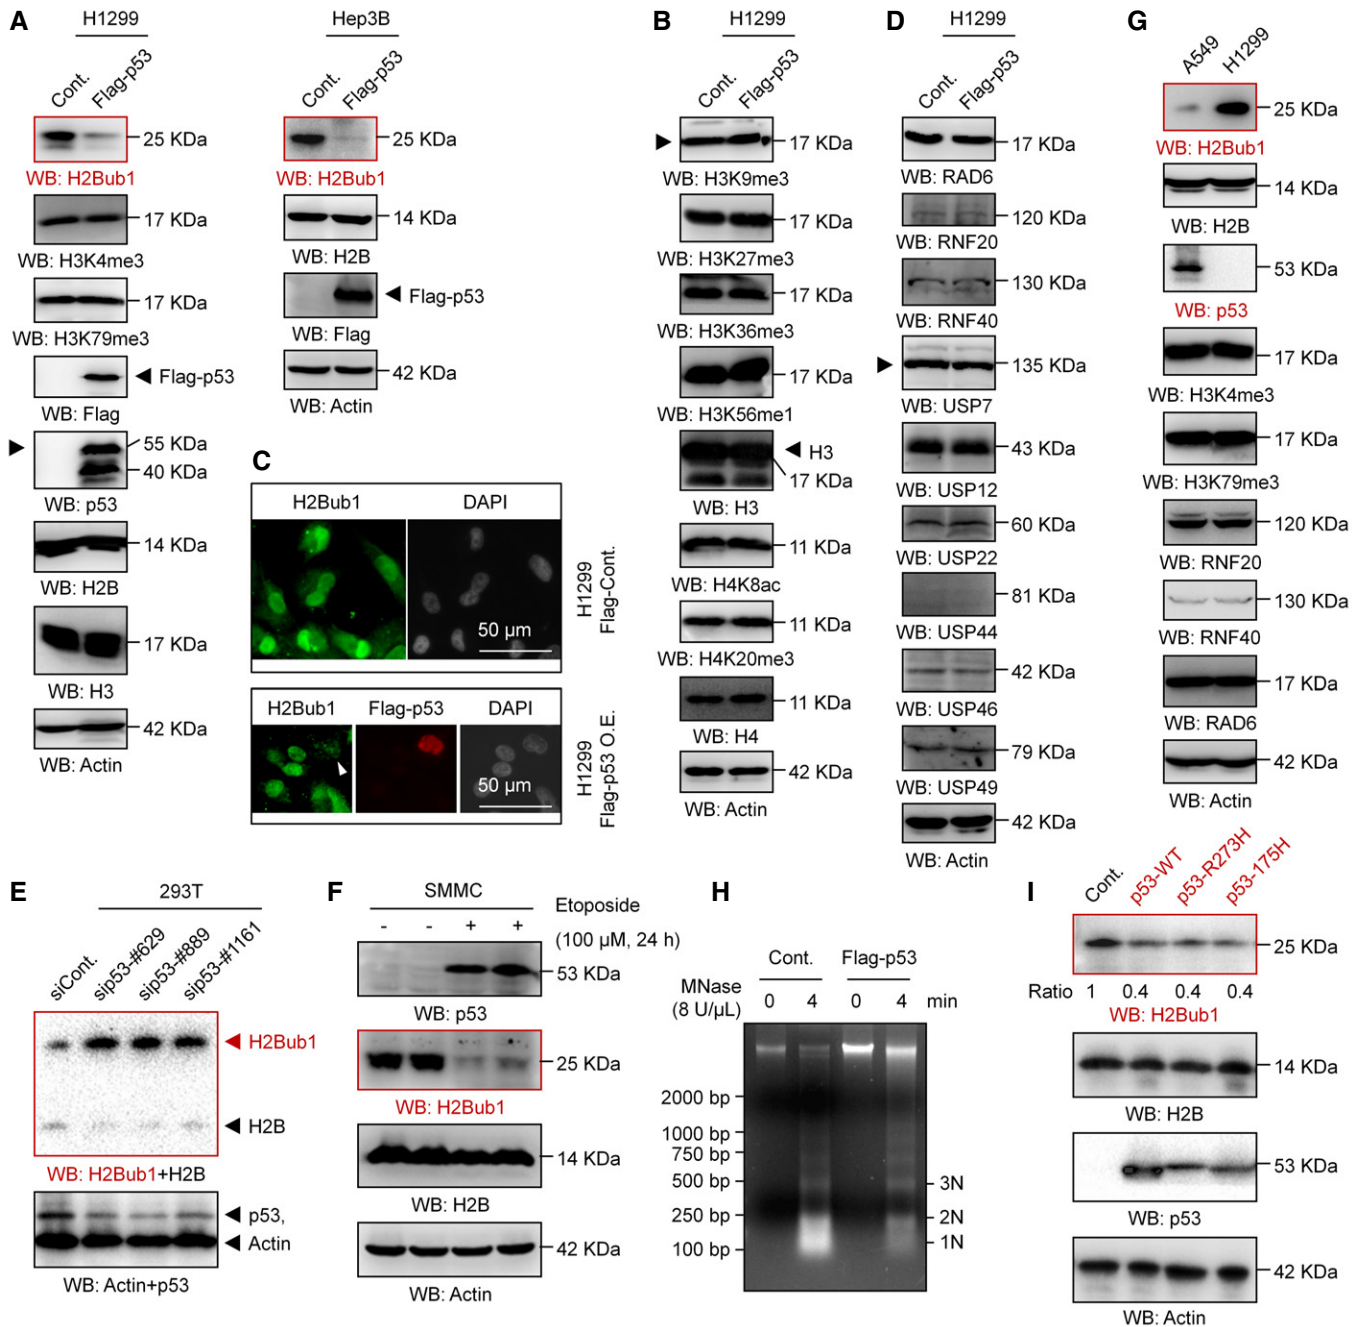 A
H1299
Cont.
Flag-p53
25 KDa
WB: H2Bub1
17 KDa
WB: H3K4me3
17 KDa
WB: H3K79me3
Flag-p53
WB: Flag
55 KDa
40 KDa
WB: p53
14 KDa
WB: H2B
17 KDa
WB: H3
42 KDa
WB: Actin
Hep3B
Cont.
Flag-p53
25 KDa
WB: H2Bub1
14 KDa
WB: H2B
Flag-p53
WB: Flag
42 KDa
WB: Actin
B
H1299
Cont.
Flag-p53
17 KDa
WB: H3K9me3
17 KDa
WB: H3K27me3
17 KDa
WB: H3K36me3
17 KDa
WB: H3K56me1
H3
17 KDa
WB: H3
11 KDa
WB: H4K8ac
11 KDa
WB: H4K20me3
11 KDa
WB: H4
42 KDa
WB: Actin
C
H2Bub1 DAPI
50 µm
H1299
Flag-Cont.
H2Bub1 Flag-p53 DAPI
50 µm
H1299
Flag-p53 O.E.
D
H1299
Cont.
Flag-p53
17 KDa
WB: RAD6
120 KDa
WB: RNF20
130 KDa
WB: RNF40
135 KDa
WB: USP7
43 KDa
WB: USP12
60 KDa
WB: USP22
81 KDa
WB: USP44
42 KDa
WB: USP46
79 KDa
WB: USP49
42 KDa
WB: Actin
E
293T
siCont.
sip53-#629
sip53-#889
sip53-#1161
H2Bub1
H2B
WB: H2Bub1+H2B
p53,
Actin
WB: Actin+p53
F
SMMC
Etoposide
- - + + (100 µM, 24 h)
53 KDa
WB: p53
25 KDa
WB: H2Bub1
14 KDa
WB: H2B
42 KDa
WB: Actin
G
A549
H1299
25 KDa
WB: H2Bub1
14 KDa
WB: H2B
53 KDa
WB: p53
17 KDa
WB: H3K4me3
17 KDa
WB: H3K79me3
120 KDa
WB: RNF20
130 KDa
WB: RNF40
17 KDa
WB: RAD6
42 KDa
WB: Actin
H
Cont. Flag-p53
MNase
(8 U/µL)
0 4 0 4 min
2000 bp
1000 bp
750 bp
500 bp
250 bp
100 bp
3N
2N
1N
I
Cont.
p53-WT
p53-R273H
p53-175H
25 KDa
Ratio 1 0.4 0.4 0.4
WB: H2Bub1
14 KDa
WB: H2B
53 KDa
WB: p53
42 KDa
WB: Actin